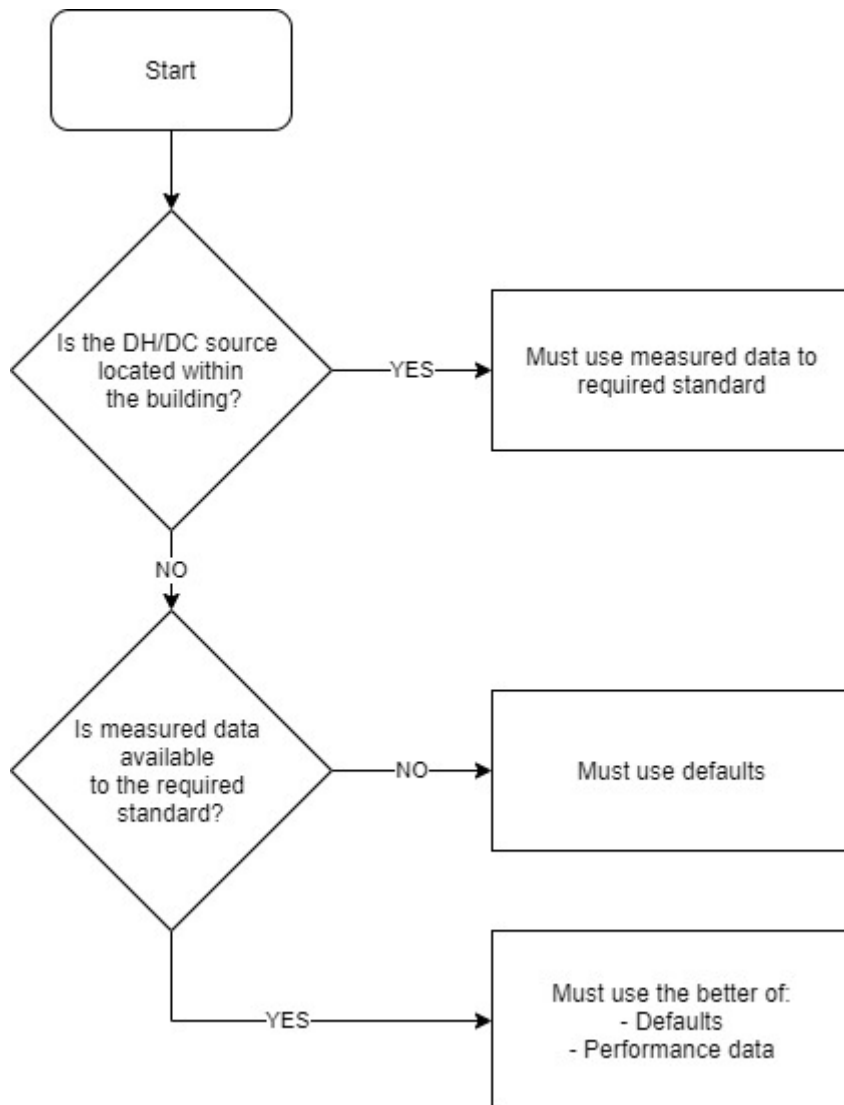 Start
Is the DH/DC source
located within
the building?
YES
Must use measured data to
required standard
NO
Is measured data
available
to the required
standard?
NO
Must use defaults
YES
Must use the better of:
- Defaults
- Performance data